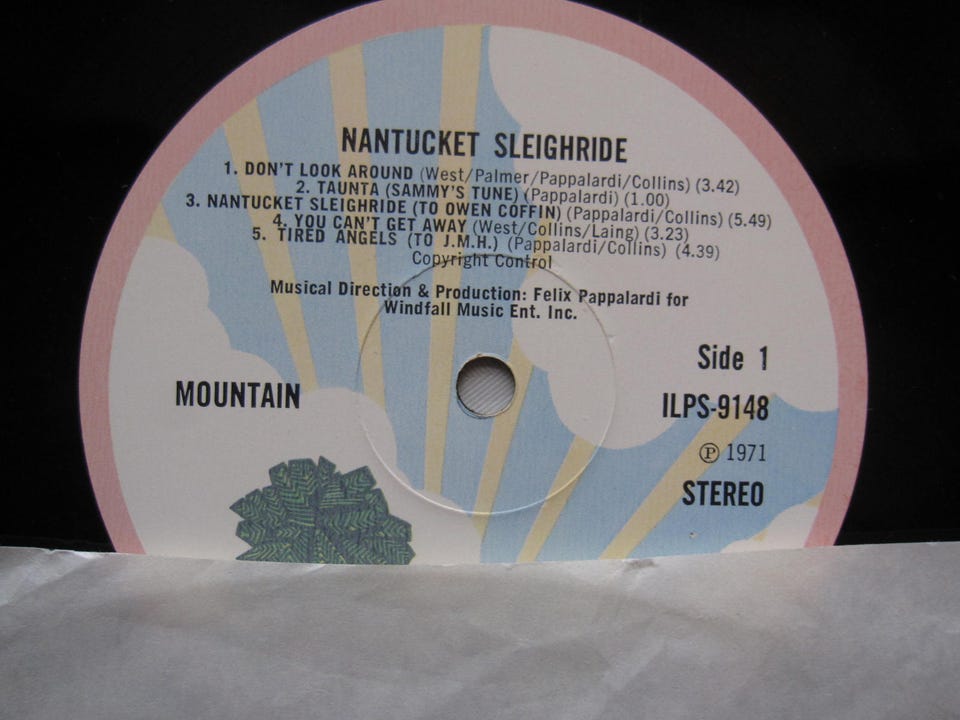 NANTUCKET SLEIGHRIDE
1. DON'T LOOK AROUND (West/Palmer/Pappalardi/Collins) (3.42)
2. TAUNTA (SAMMY'S TUNE) (Pappalardi) (1.00)
3. NANTUCKET SLEIGHRIDE (TO OWEN COFFIN) (Pappalardi/Collins) (5.49)
4. YOU CAN'T GET AWAY (West/Collins/Laing) (3.23)
5. TIRED ANGELS (TO J.M.H.) (Pappalardi/Collins) (4.39)
Copyright Control
Musical Direction & Production: Felix Pappalardi for
Windfall Music Ent. Inc.
Side 1
MOUNTAIN
ILPS-9148
℗ 1971
STEREO